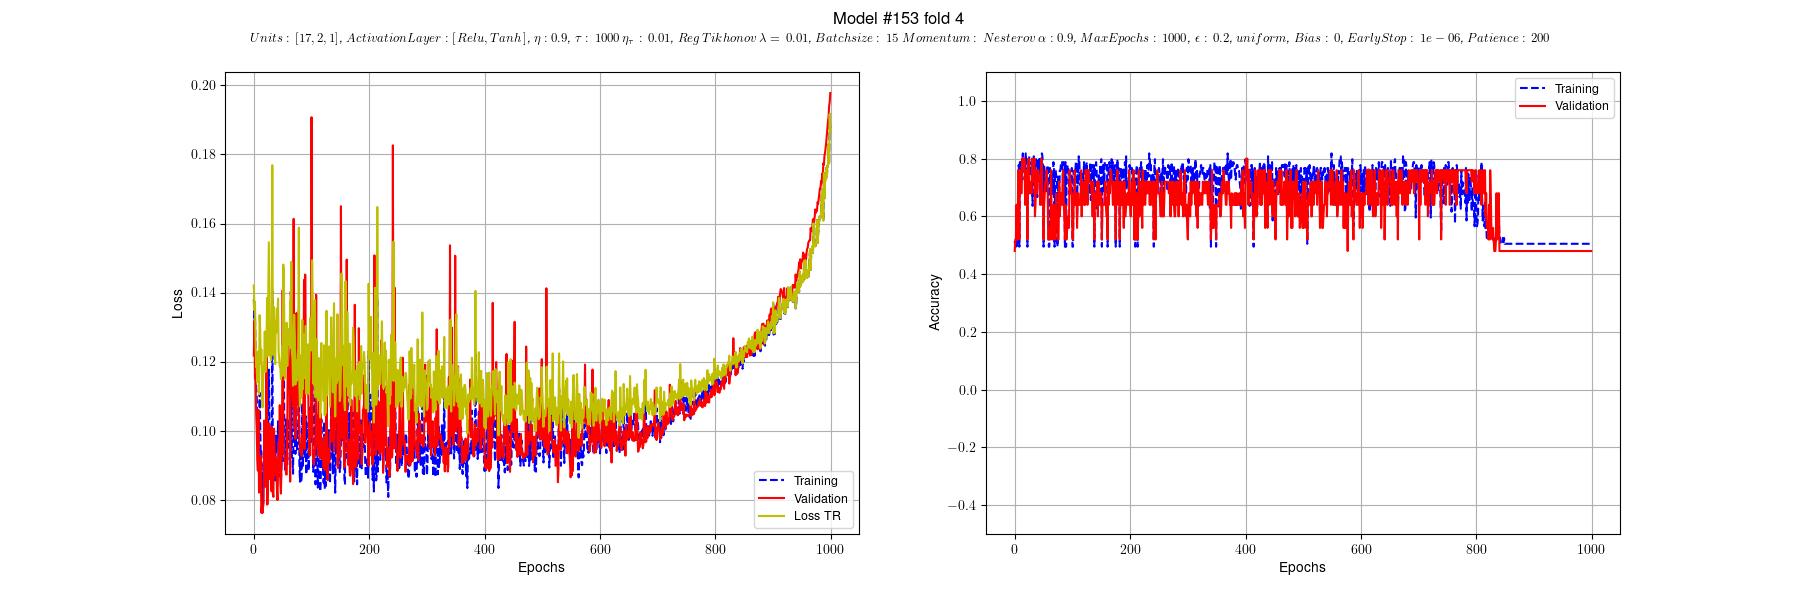 Model #153 fold 4
Units : [17, 2, 1], ActivationLayer : [Relu, Tanh], η : 0.9, τ : 1000 η_τ : 0.01, Reg Tikhonov λ = 0.01, Batchsize : 15 Momentum : Nesterov α : 0.9, MaxEpochs : 1000, ϵ : 0.2, uniform, Bias : 0, EarlyStop : 1e − 06, Patience : 200
0.20
0.18
0.16
0.14
0.12
0.10
0.08
Loss
Training
Validation
Loss TR
0 200 400 600 800 1000
Epochs
1.0
0.8
0.6
0.4
0.2
0.0
−0.2
−0.4
Accuracy
Training
Validation
0 200 400 600 800 1000
Epochs